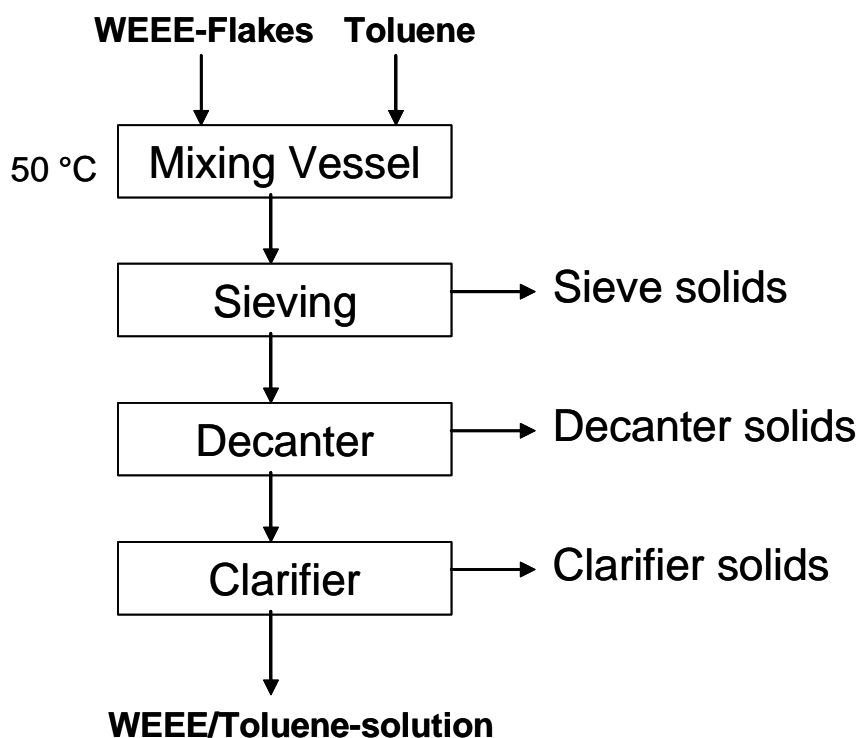 WEEE-Flakes Toluene
50 °C Mixing Vessel
Sieving Sieve solids
Decanter Decanter solids
Clarifier Clarifier solids
WEEE/Toluene-solution